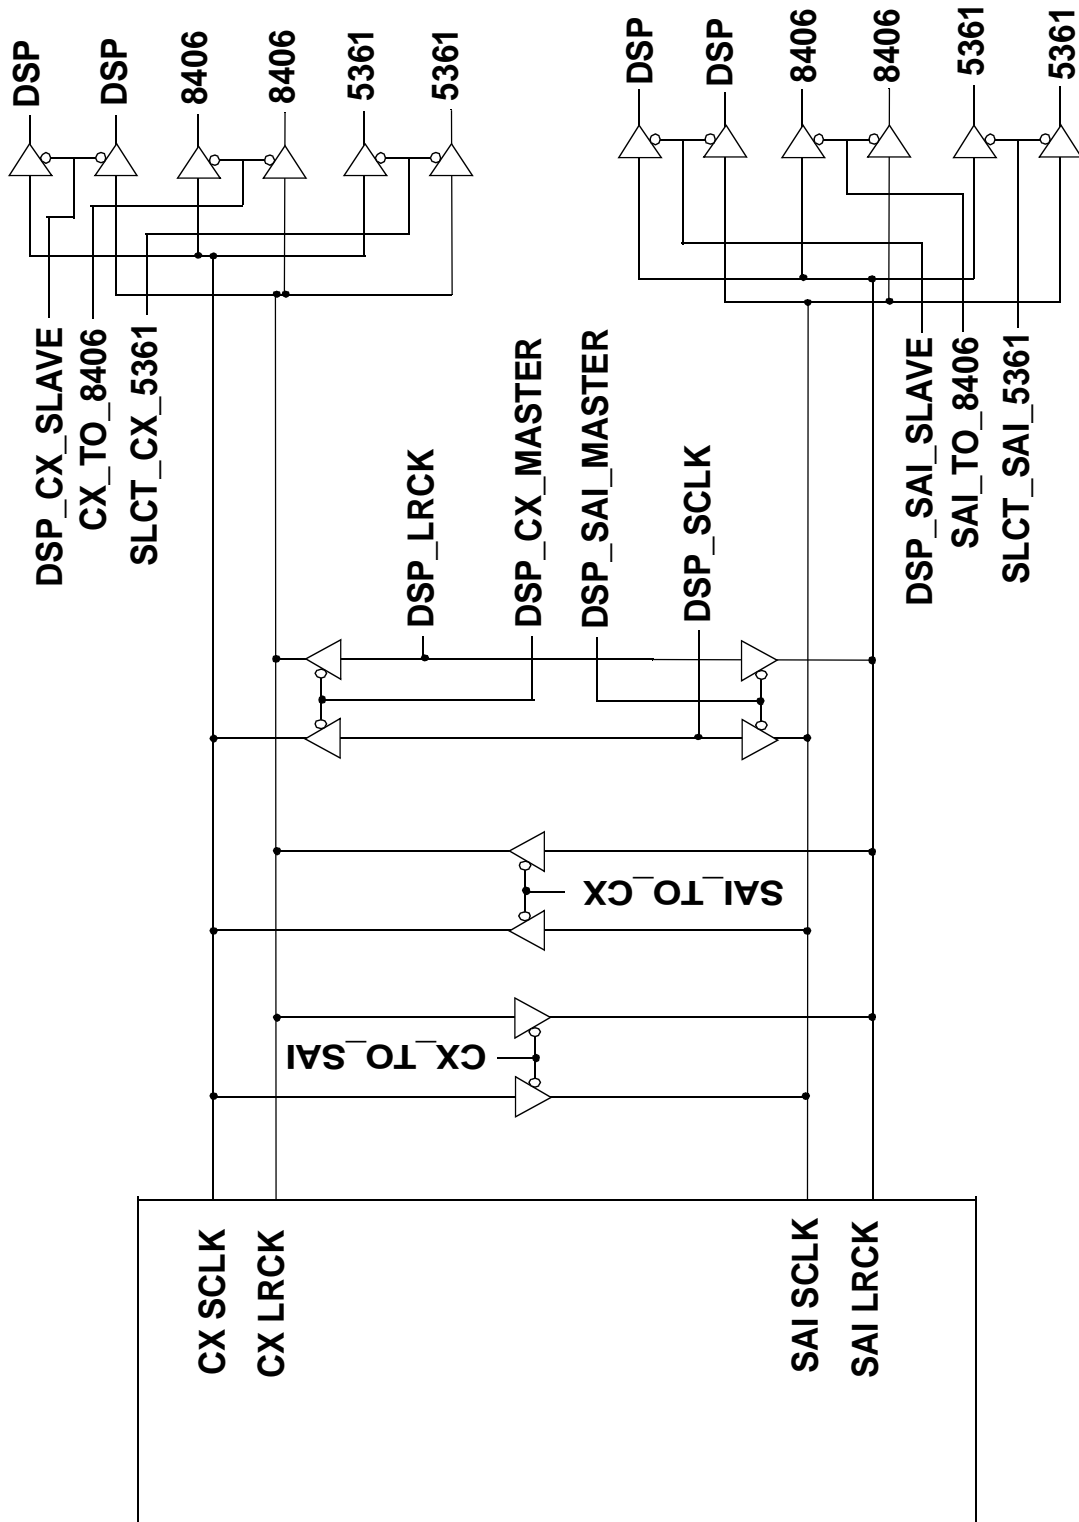 DSP
DSP
8406
8406
5361
5361
DSP
DSP
8406
8406
5361
5361
DSP_CX_SLAVE
CX_TO_8406
SLCT_CX_5361
DSP_LRCK
DSP_CX_MASTER
DSP_SAI_MASTER
DSP_SCLK
DSP_SAI_SLAVE
SAI_TO_8406
SLCT_SAI_5361
SAI_TO_CX
CX_TO_SAI
CX SCLK
CX LRCK
SAI SCLK
SAI LRCK